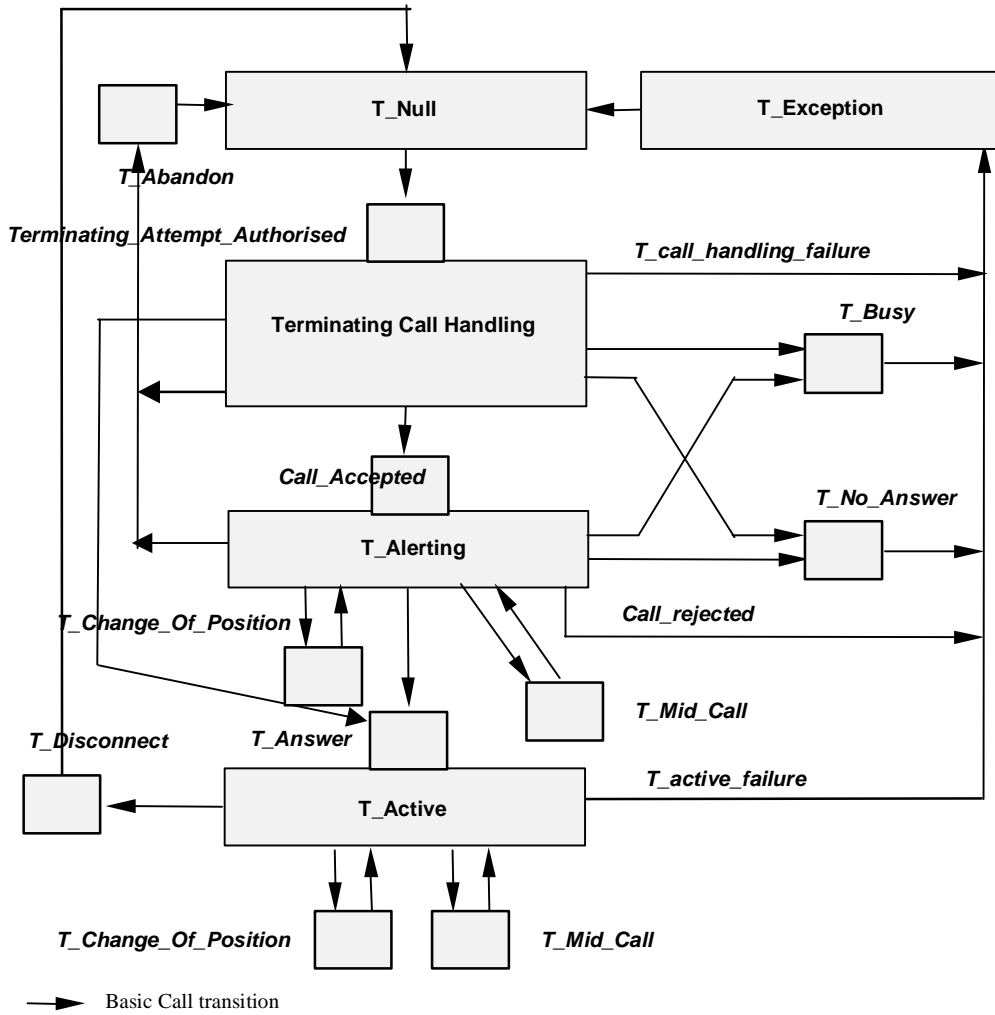 T_Null
T_Exception
T_Abandon
Terminating_Attempt_Authorised
T_call_handling_failure
Terminating Call Handling
T_Busy
Call_Accepted
T_No_Answer
T_Alerting
T_Change_Of_Position
Call_rejected
T_Mid_Call
T_Disconnect
T_Answer
T_active_failure
T_Active
T_Change_Of_Position
T_Mid_Call
Basic Call transition